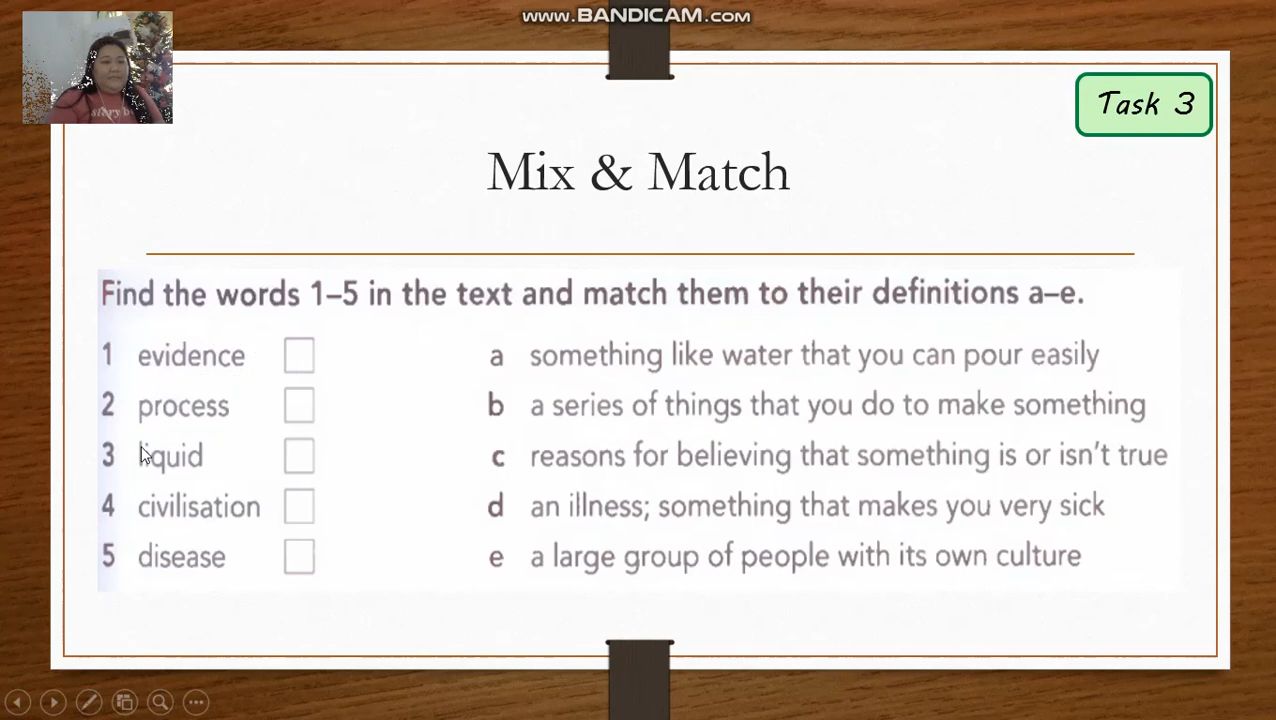 www.BANDICAM.com
Task 3
Mix & Match
Find the words 1–5 in the text and match them to their definitions a–e.
1 evidence
2 process
3 liquid
4 civilisation
5 disease
a something like water that you can pour easily
b a series of things that you do to make something
c reasons for believing that something is or isn't true
d an illness; something that makes you very sick
e a large group of people with its own culture